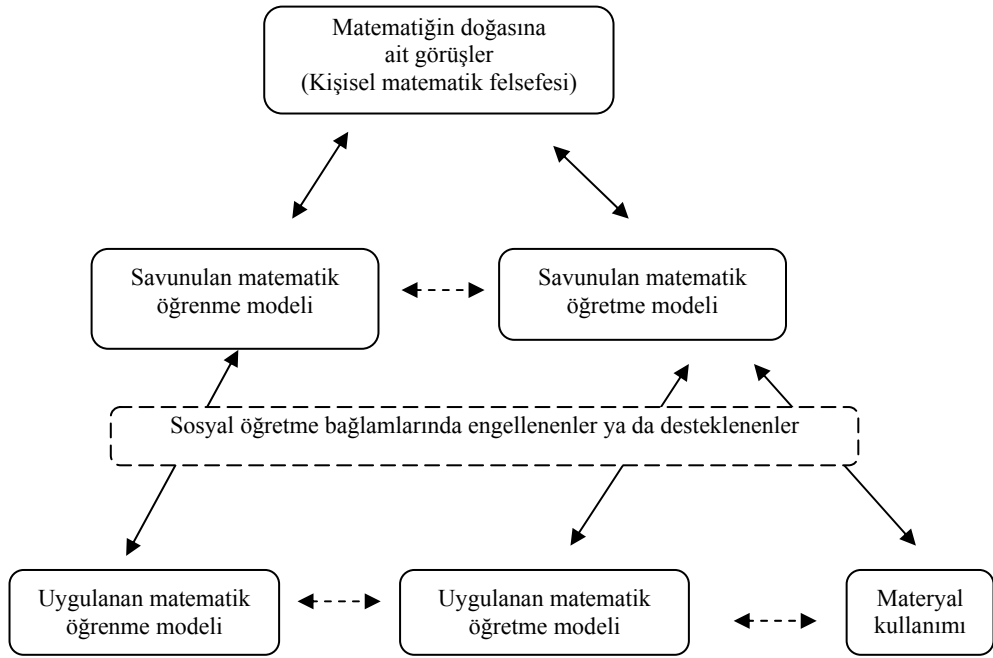 Matematiğin doğasına
ait görüşler
(Kişisel matematik felsefesi)
Savunulan matematik
öğrenme modeli
Savunulan matematik
öğretme modeli
Sosyal öğretme bağlamlarında engellenenler ya da desteklenenler
Uygulanan matematik
öğrenme modeli
Uygulanan matematik
öğretme modeli
Materyal
kullanımı